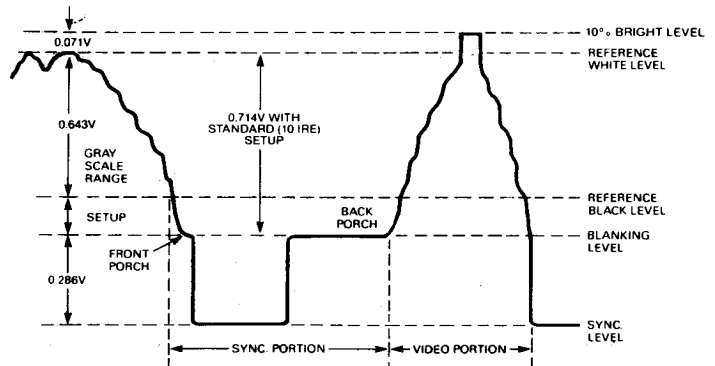 0.071V
10% BRIGHT LEVEL
REFERENCE
WHITE LEVEL
0.643V
0.714V WITH
STANDARD (10 IRE)
SETUP
GRAY
SCALE
RANGE
REFERENCE
BLACK LEVEL
SETUP
BACK
PORCH
BLANKING
LEVEL
FRONT
PORCH
0.286V
SYNC.
LEVEL
SYNC. PORTION
VIDEO PORTION